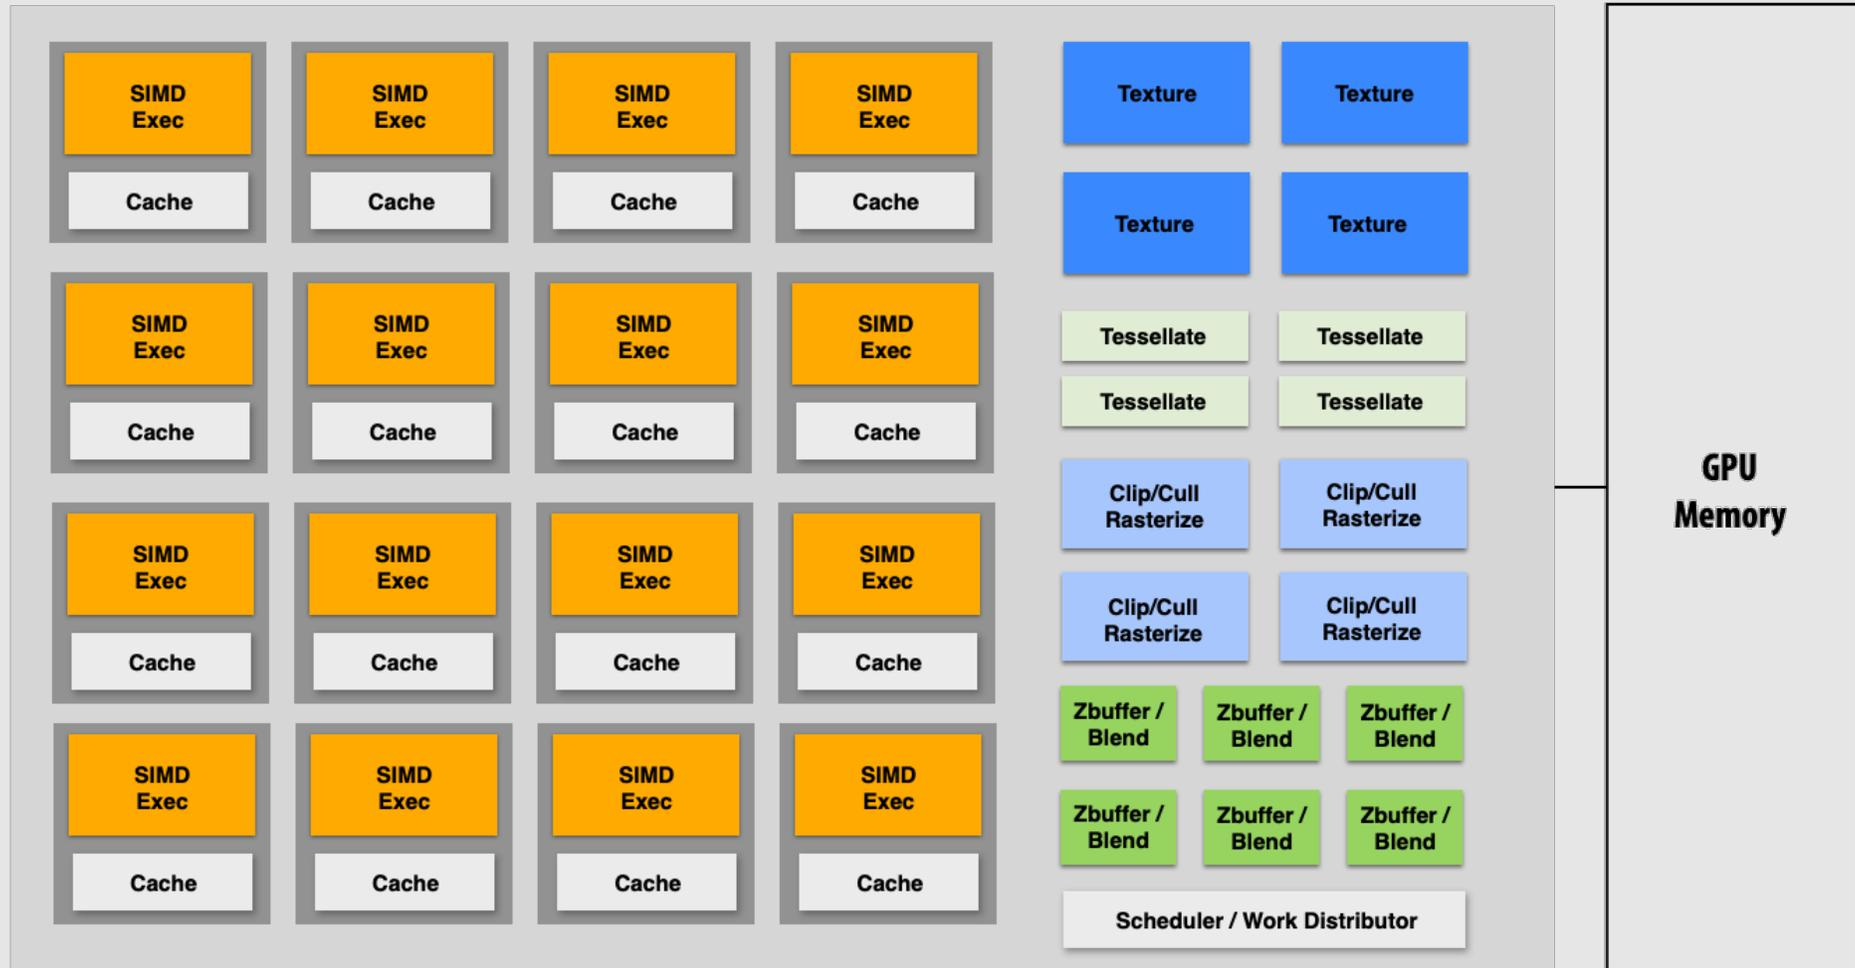 SIMD
Exec
Cache
SIMD
Exec
Cache
SIMD
Exec
Cache
SIMD
Exec
Cache
SIMD
Exec
Cache
SIMD
Exec
Cache
SIMD
Exec
Cache
SIMD
Exec
Cache
SIMD
Exec
Cache
SIMD
Exec
Cache
SIMD
Exec
Cache
SIMD
Exec
Cache
SIMD
Exec
Cache
SIMD
Exec
Cache
SIMD
Exec
Cache
SIMD
Exec
Cache
Texture
Texture
Texture
Texture
Tessellate
Tessellate
Tessellate
Tessellate
Clip/Cull
Rasterize
Clip/Cull
Rasterize
Clip/Cull
Rasterize
Clip/Cull
Rasterize
Zbuffer /
Blend
Zbuffer /
Blend
Zbuffer /
Blend
Zbuffer /
Blend
Zbuffer /
Blend
Zbuffer /
Blend
Scheduler / Work Distributor
GPU
Memory